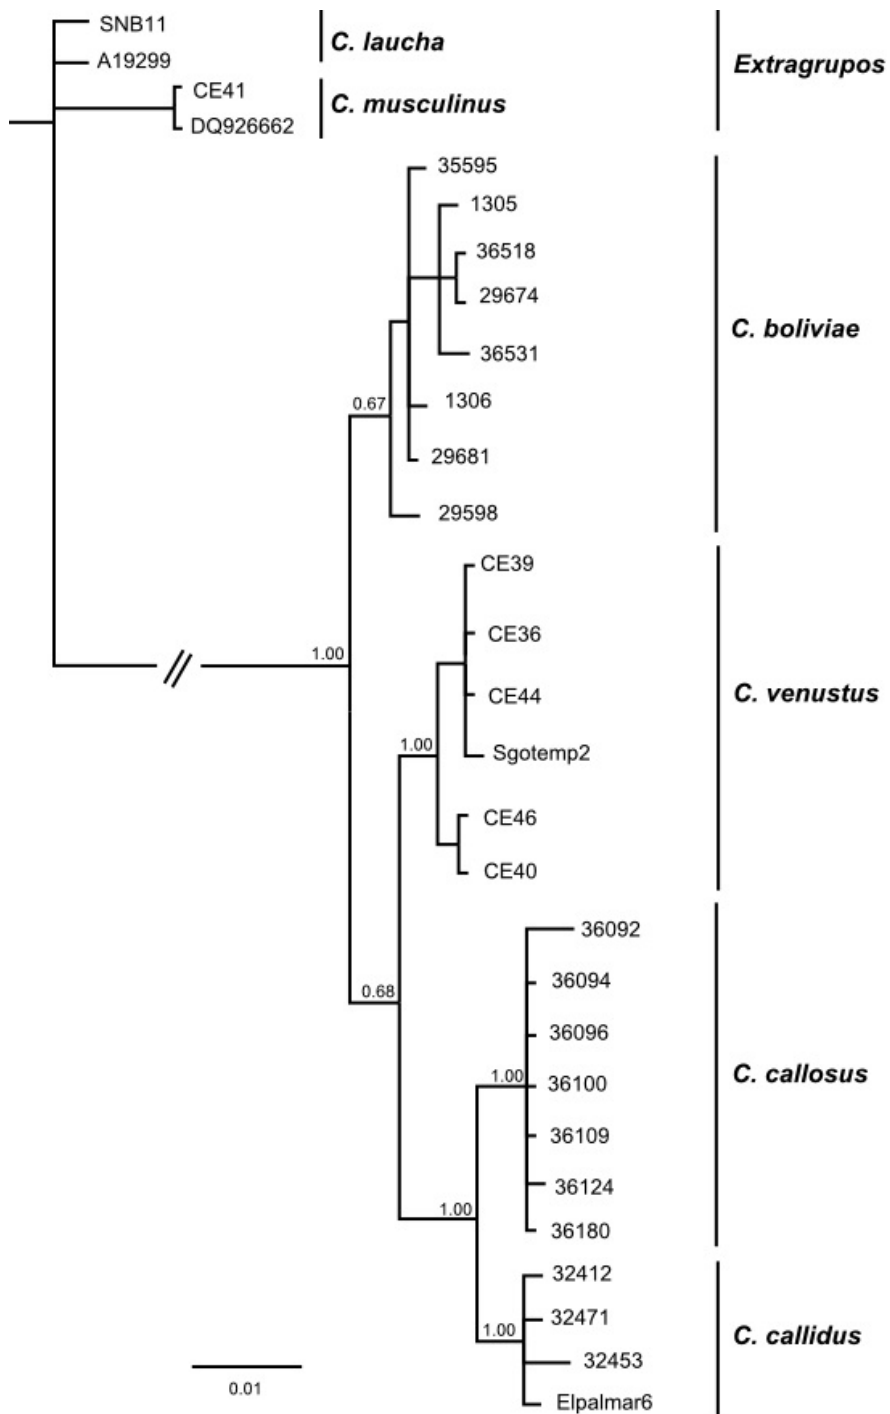 SNB11
C. laucha
A19299
Extragrupos
CE41
C. musculinus
DQ926662
35595
1305
36518
29674
C. boliviae
36531
0.67
1306
29681
29598
CE39
CE36
1.00
C. venustus
CE44
1.00
Sgotemp2
CE46
CE40
36092
36094
0.68
36096
C. callosus
1.00
36100
36109
36124
1.00
36180
32412
32471
1.00
C. callidus
32453
0.01
Elpalmar6